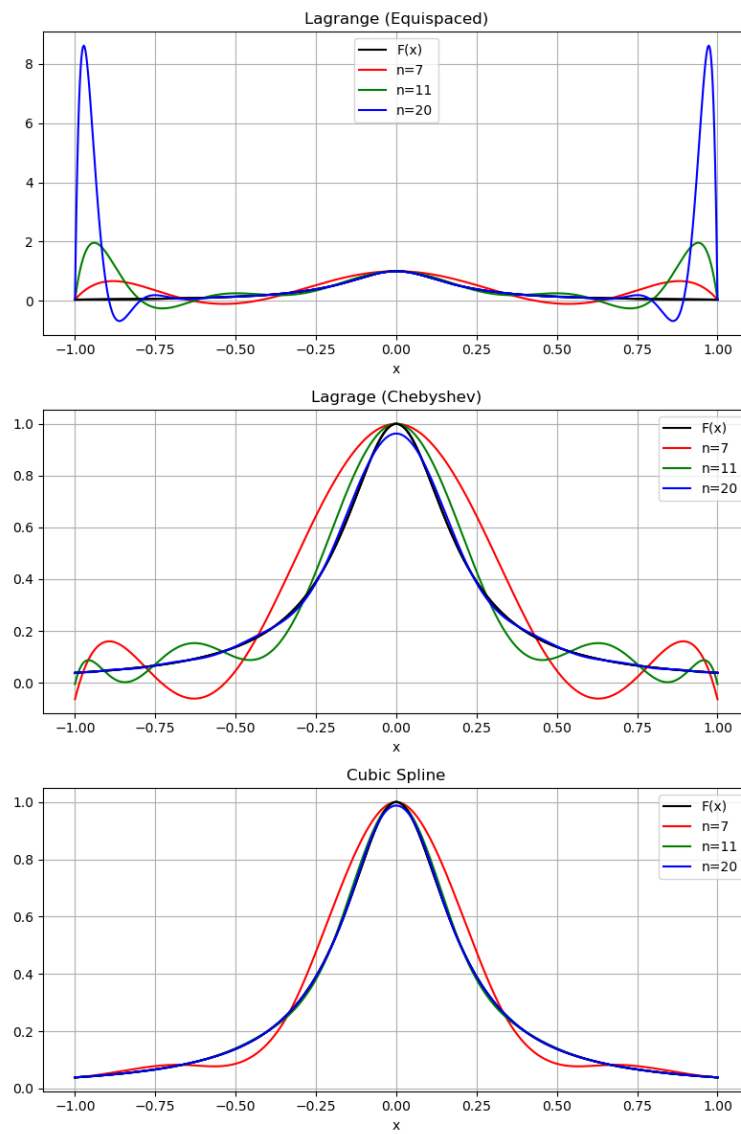 Lagrange (Equispaced)
F(x)
n=7
n=11
n=20
8
6
4
2
0
−1.00 −0.75 −0.50 −0.25 0.00 0.25 0.50 0.75 1.00
x
Lagrage (Chebyshev)
F(x)
n=7
n=11
n=20
1.0
0.8
0.6
0.4
0.2
0.0
−1.00 −0.75 −0.50 −0.25 0.00 0.25 0.50 0.75 1.00
x
Cubic Spline
F(x)
n=7
n=11
n=20
1.0
0.8
0.6
0.4
0.2
0.0
−1.00 −0.75 −0.50 −0.25 0.00 0.25 0.50 0.75 1.00
x